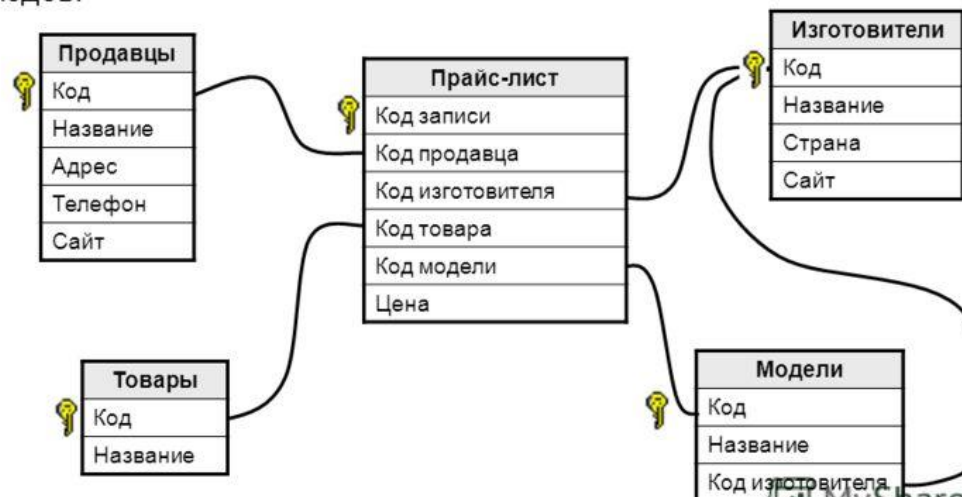 Продавцы
Код
Название
Адрес
Телефон
Сайт
Прайс-лист
Код записи
Код продавца
Код изготовителя
Код товара
Код модели
Цена
Изготовители
Код
Название
Страна
Сайт
Товары
Код
Название
Модели
Код
Название
Код изготовителя